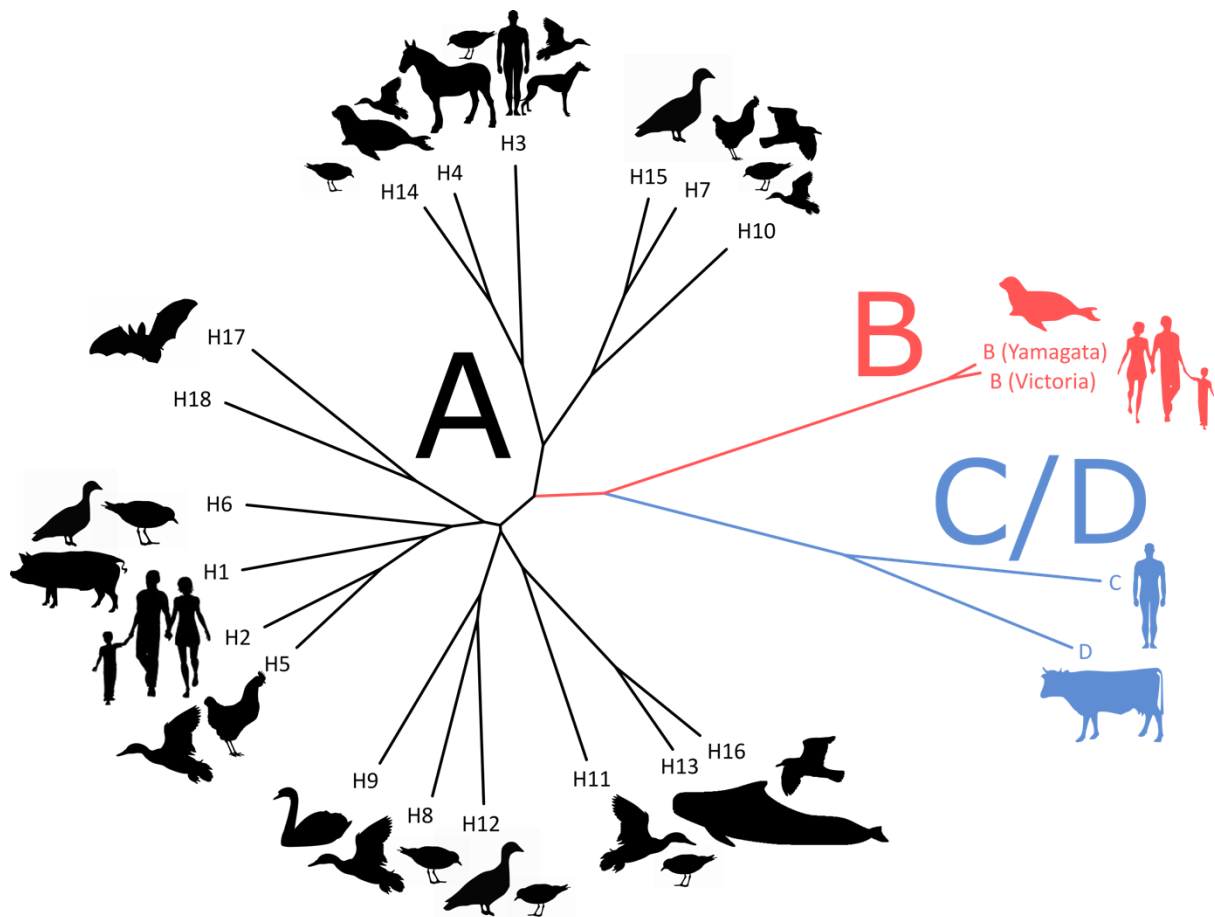 H3
H4
H14
H15
H7
H10
H17
H18
A
B
B (Yamagata)
B (Victoria)
C/D
C
D
H6
H1
H2
H5
H9
H8
H12
H11
H13
H16